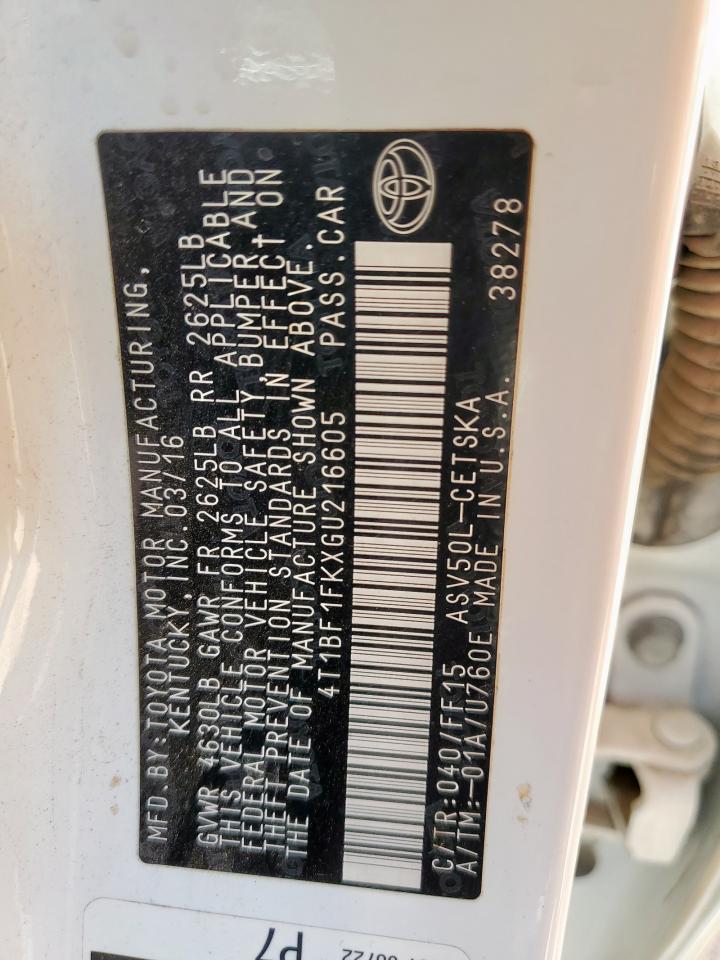 MFD.BY:TOYOTA MOTOR MANUFACTURING,
KENTUCKY,INC.03/16
GVWR 4630LB GAWR FR 2625LB RR 2625LB
THIS VEHICLE CONFORMS TO ALL APPLICABLE
FEDERAL MOTOR VEHICLE SAFETY, BUMPER AND
THEFT PREVENTION STANDARDS IN EFFECT ON
THE DATE OF MANUFACTURE SHOWN ABOVE.
4T1BF1FKXGU216605 PASS.CAR
C/TR:040/FF15 ASV50L-CETSKA
A/TM:-01A/U760E MADE IN U.S.A. 38278
P7